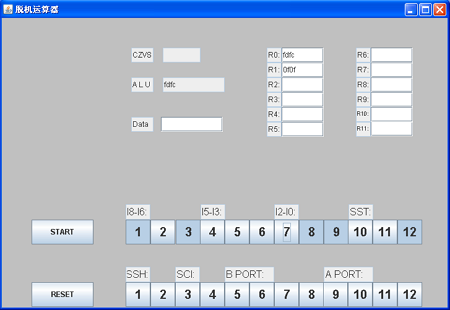 脱机运算器
CZVS R0: fdfc R6:
R1: 0f0f R7:
A L U fdfc R2: R8:
R3: R9:
Data R4: R10:
R5: R11:
I8-I6: I5-I3: I2-I0: SST:
START 1 2 3 4 5 6 7 8 9 10 11 12
SSH: SCI: B PORT: A PORT:
RESET 1 2 3 4 5 6 7 8 9 10 11 12